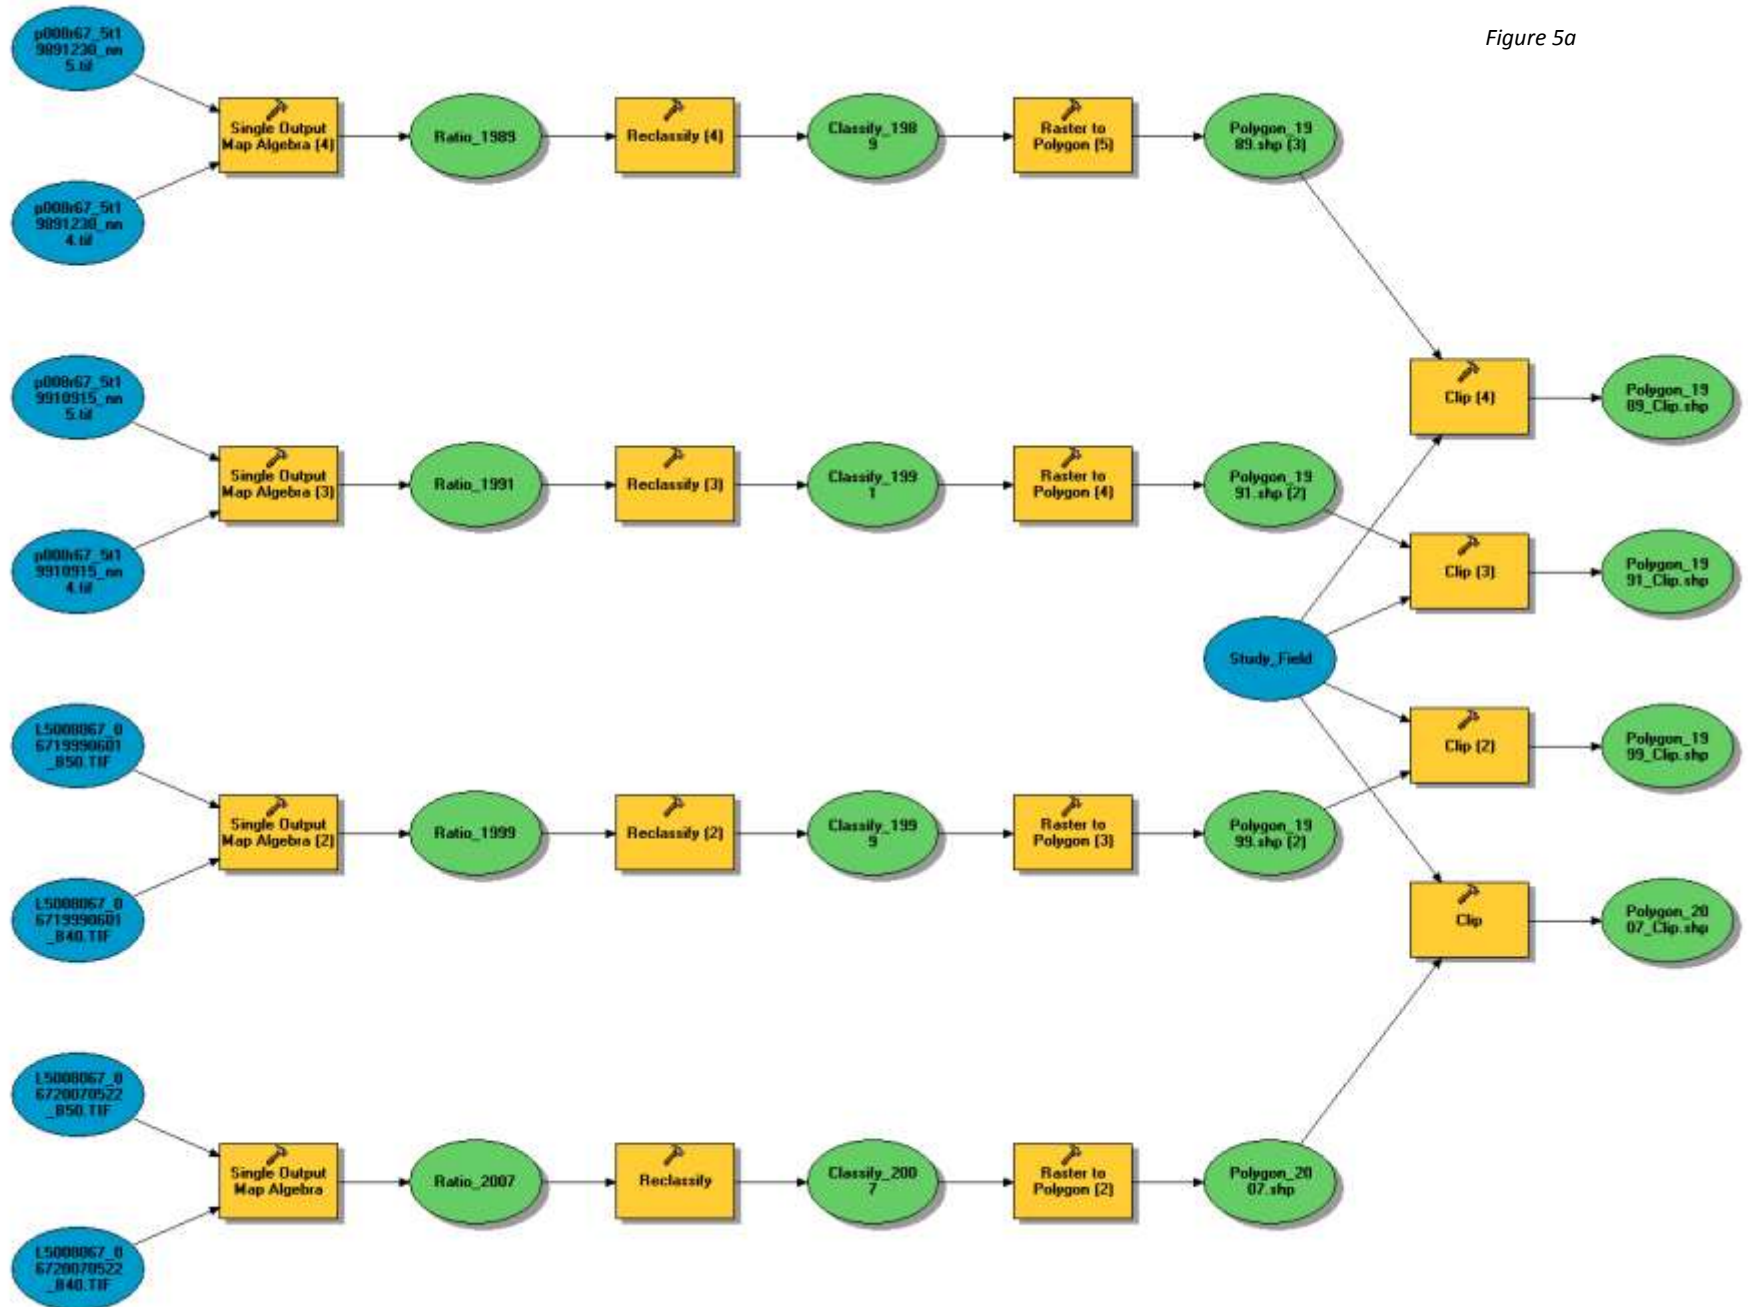 Figure 5a
p008r67_5t1
9891230_nn
5.tif
Single Output
Map Algebra (4)
Ratio_1989
Reclassify (4)
Classify_198
9
Raster to
Polygon (5)
Polygon_19
89.shp (3)
p008r67_5t1
9891230_nn
4.tif
Clip (4)
Polygon_19
89_Clip.shp
p008r67_5t1
9910915_nn
5.tif
Single Output
Map Algebra (3)
Ratio_1991
Reclassify (3)
Classify_199
1
Raster to
Polygon (4)
Polygon_19
91.shp (2)
p008r67_5t1
9910915_nn
4.tif
Clip (3)
Polygon_19
91_Clip.shp
Study_Field
L5008067_0
6719990601
_B50.TIF
Clip (2)
Polygon_19
99_Clip.shp
Single Output
Map Algebra (2)
Ratio_1999
Reclassify (2)
Classify_199
9
Raster to
Polygon (3)
Polygon_19
99.shp (2)
L5008067_0
6719990601
_B40.TIF
Clip
Polygon_20
07_Clip.shp
L5008067_0
6720070522
_B50.TIF
Single Output
Map Algebra
Ratio_2007
Reclassify
Classify_200
7
Raster to
Polygon (2)
Polygon_20
07.shp
L5008067_0
6720070522
_B40.TIF